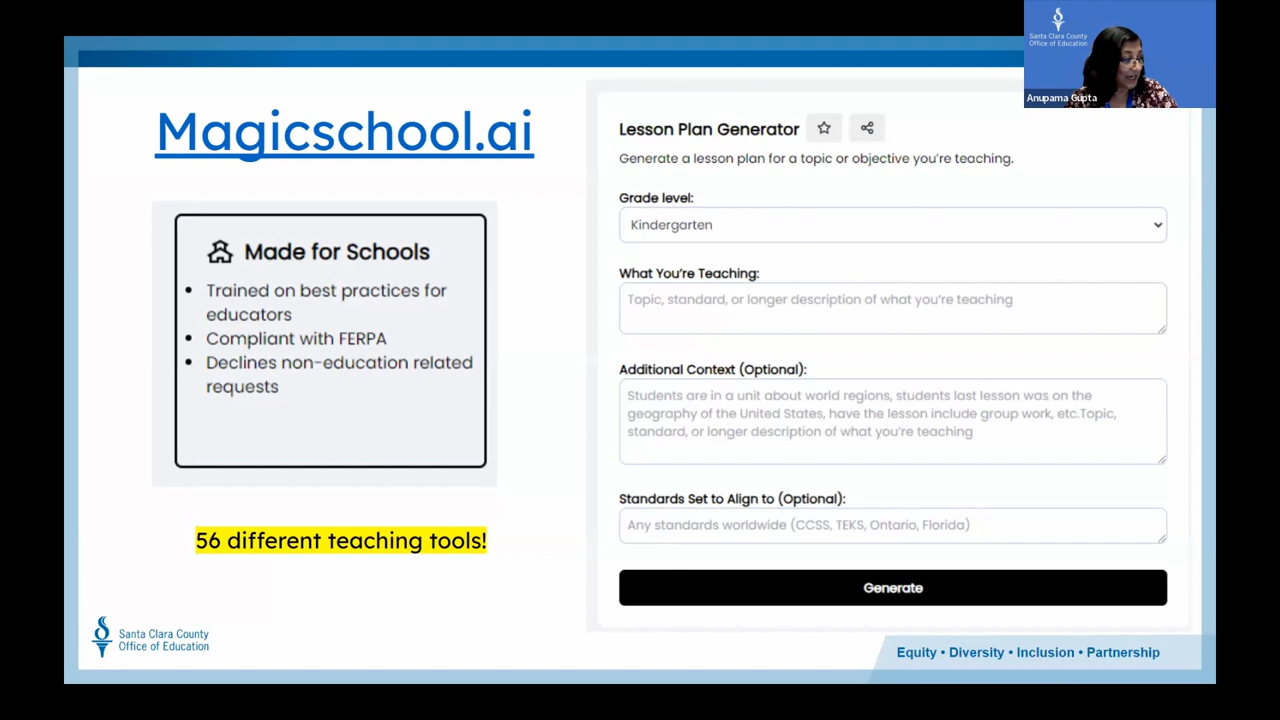 Santa Clara County
Office of Education
Anupama Gupta
Magicschool.ai
Made for Schools
• Trained on best practices for
educators
• Compliant with FERPA
• Declines non-education related
requests
56 different teaching tools!
Lesson Plan Generator
Generate a lesson plan for a topic or objective you're teaching.
Grade level:
Kindergarten
What You're Teaching:
Topic, standard, or longer description of what you're teaching
Additional Context (Optional):
Students are in a unit about world regions, students last lesson was on the
geography of the United States, have the lesson include group work, etc.Topic,
standard, or longer description of what you're teaching
Standards Set to Align to (Optional):
Any standards worldwide (CCSS, TEKS, Ontario, Florida)
Generate
Santa Clara County
Office of Education
Equity • Diversity • Inclusion • Partnership